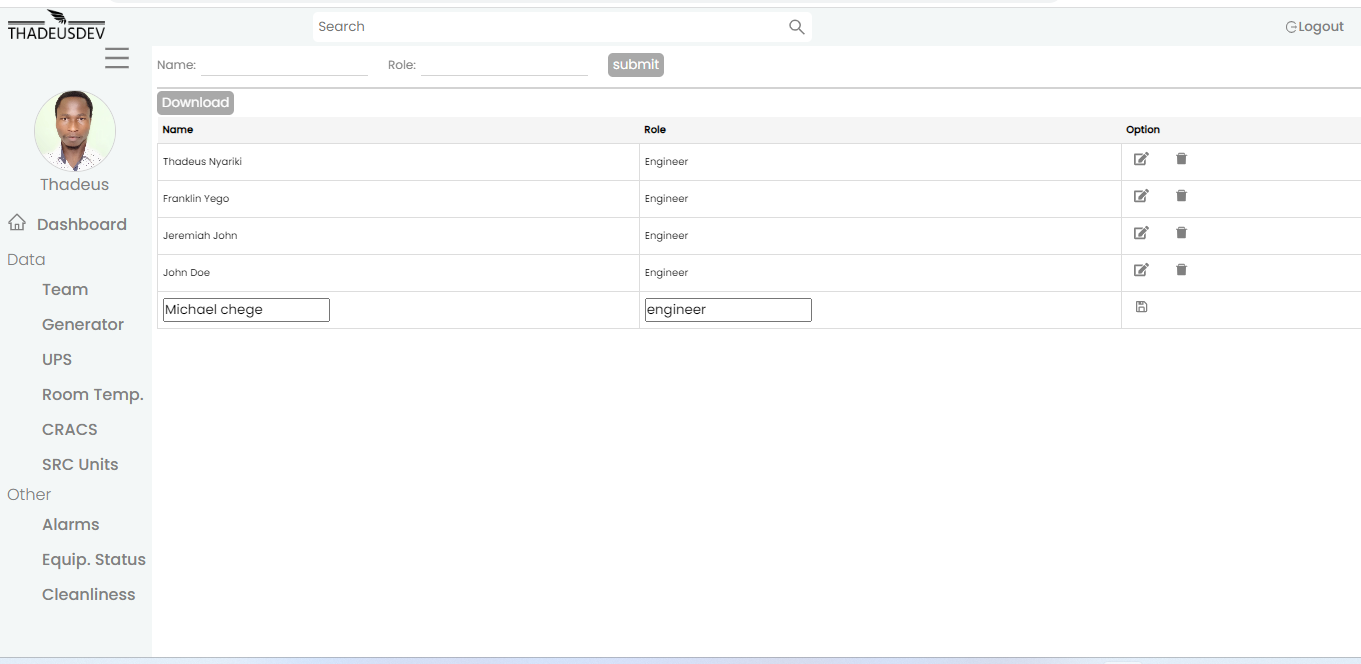 THADEUSDEV
Search
Logout
Name:
Role:
submit
Download
Name Role Option
Thadeus Nyariki Engineer
Franklin Yego Engineer
Jeremiah John Engineer
John Doe Engineer
Michael chege engineer
Thadeus
Dashboard
Data
Team
Generator
UPS
Room Temp.
CRACS
SRC Units
Other
Alarms
Equip. Status
Cleanliness